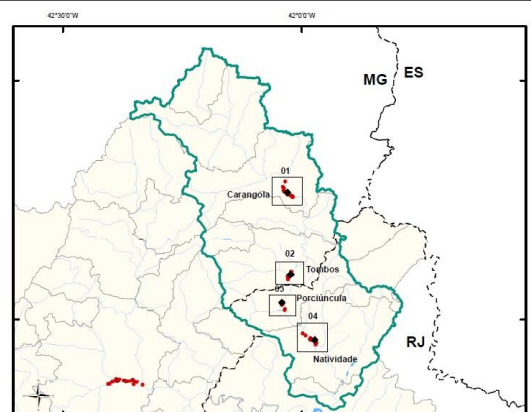 42°30'0"W
42°0'0"W
MG
ES
01
Carangola
02
Tombos
03
Porciúncula
04
RJ
Natividade